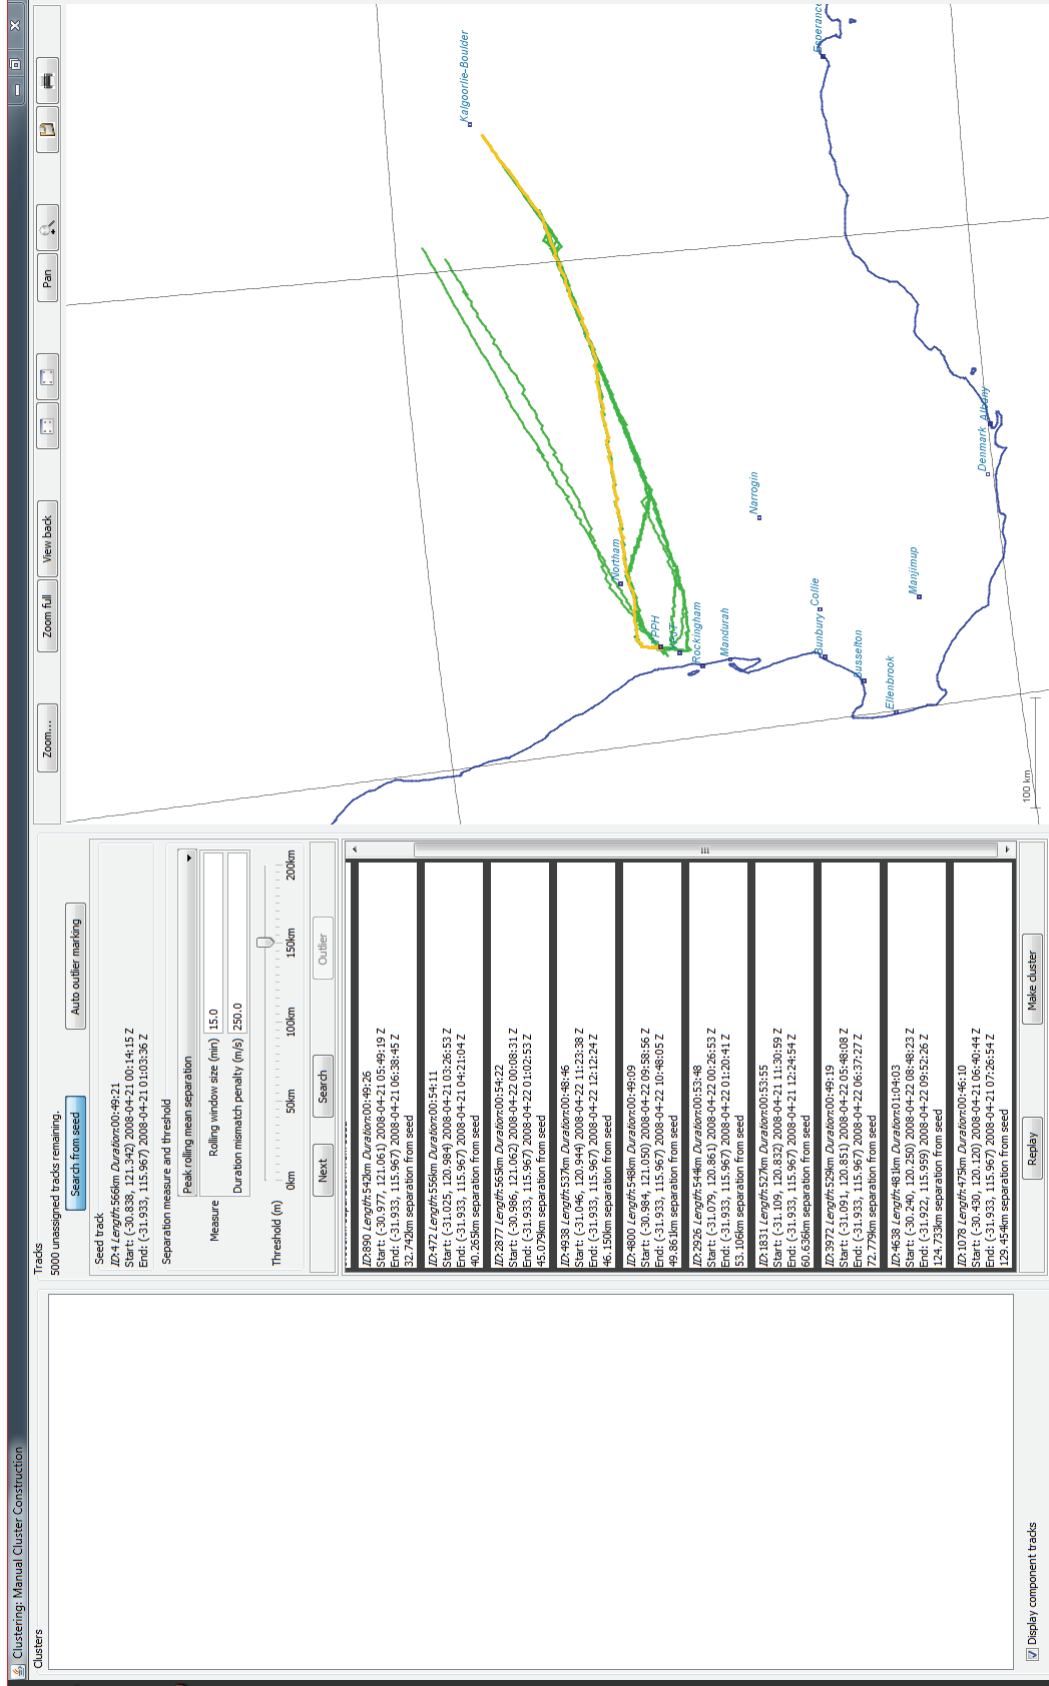 Clustering: Manual Cluster Construction
Clusters
Display component tracks
Tracks
5000 unassigned tracks remaining.
Search from seed
Auto outlier marking
Seed track
ID:4 Length:566km Duration:00:49:21
Start: (-30.838, 121.342) 2008-04-21 00:14:15 Z
End: (-31.933, 115.967) 2008-04-21 01:03:36 Z
Separation measure and threshold
Measure
Peak rolling mean separation
Rolling window size (min) 15.0
Duration mismatch penalty (m/s) 250.0
Threshold (m)
0km 50km 100km 150km 200km
Next
Search
Outlier
ID:890 Length:542km Duration:00:49:26
Start: (-30.977, 121.061) 2008-04-21 05:49:19 Z
End: (-31.933, 115.967) 2008-04-21 06:38:45 Z
32.742km separation from seed
ID:472 Length:556km Duration:00:54:11
Start: (-31.025, 120.984) 2008-04-21 03:26:53 Z
End: (-31.933, 115.967) 2008-04-21 04:21:04 Z
40.265km separation from seed
ID:2877 Length:565km Duration:00:54:22
Start: (-30.986, 121.062) 2008-04-22 00:08:31 Z
End: (-31.933, 115.967) 2008-04-22 01:02:53 Z
45.079km separation from seed
ID:4938 Length:537km Duration:00:48:46
Start: (-31.046, 120.944) 2008-04-22 11:23:38 Z
End: (-31.933, 115.967) 2008-04-22 12:12:24 Z
46.150km separation from seed
ID:4800 Length:548km Duration:00:49:09
Start: (-30.984, 121.050) 2008-04-22 09:58:56 Z
End: (-31.933, 115.967) 2008-04-22 10:48:05 Z
49.861km separation from seed
ID:2926 Length:544km Duration:00:53:48
Start: (-31.079, 120.861) 2008-04-22 00:26:53 Z
End: (-31.933, 115.967) 2008-04-22 01:20:41 Z
53.106km separation from seed
ID:1831 Length:527km Duration:00:53:55
Start: (-31.109, 120.832) 2008-04-21 11:30:59 Z
End: (-31.933, 115.967) 2008-04-21 12:24:54 Z
60.636km separation from seed
ID:3972 Length:529km Duration:00:49:19
Start: (-31.091, 120.851) 2008-04-22 05:48:08 Z
End: (-31.933, 115.967) 2008-04-22 06:37:27 Z
72.779km separation from seed
ID:4638 Length:481km Duration:01:04:03
Start: (-30.240, 120.250) 2008-04-22 08:48:23 Z
End: (-31.922, 115.959) 2008-04-22 09:52:26 Z
124.733km separation from seed
ID:1078 Length:475km Duration:00:46:10
Start: (-30.430, 120.120) 2008-04-21 06:40:44 Z
End: (-31.933, 115.967) 2008-04-21 07:26:54 Z
129.454km separation from seed
Replay
Make cluster
Zoom...
Zoom full
View back
Pan
Kalgoorlie-Boulder
Northam
Rockingham
Mandurah
Narrogin
Bunbury
Collie
Busselton
Ellenbrook
Manjimup
Denmark
Albany
Esperance
100 km